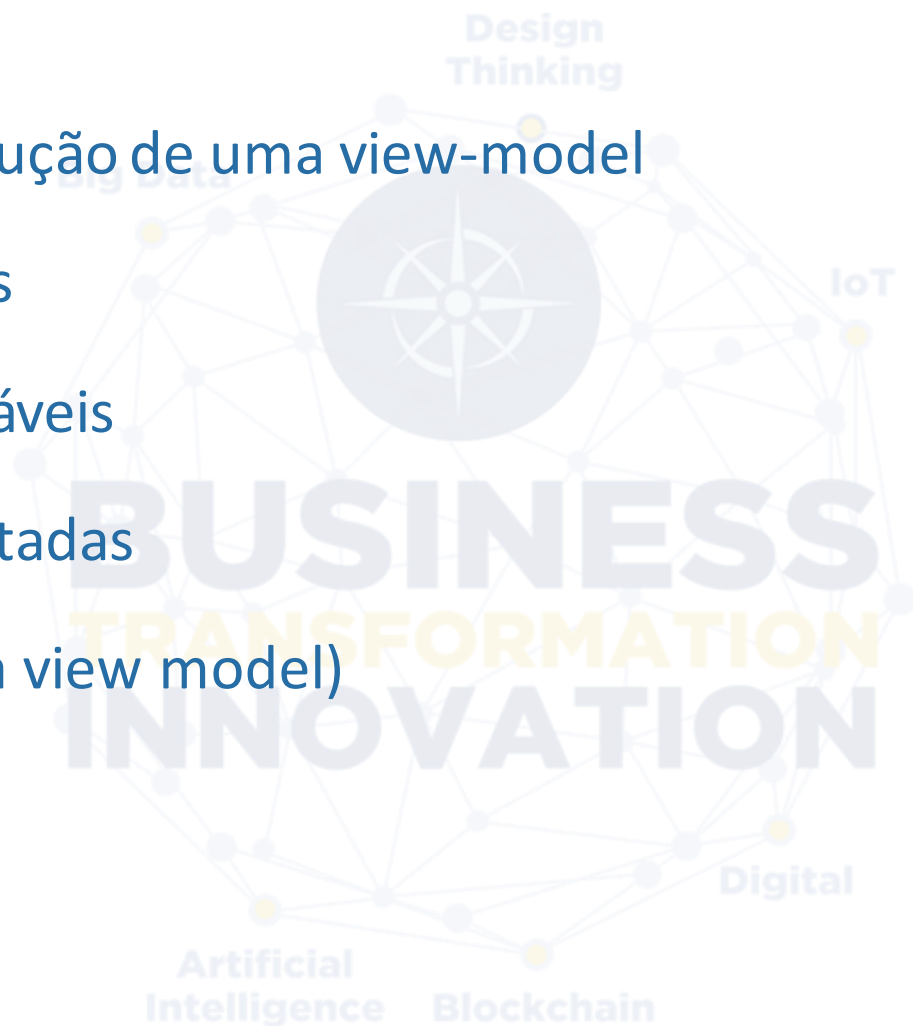 Design
Thinking
ução de uma view-model
Big Data
s
IoT
áveis
BUSINESS
tadas
TRANSFORMATION
view model)
INNOVATION
Digital
Artificial
Intelligence
Blockchain